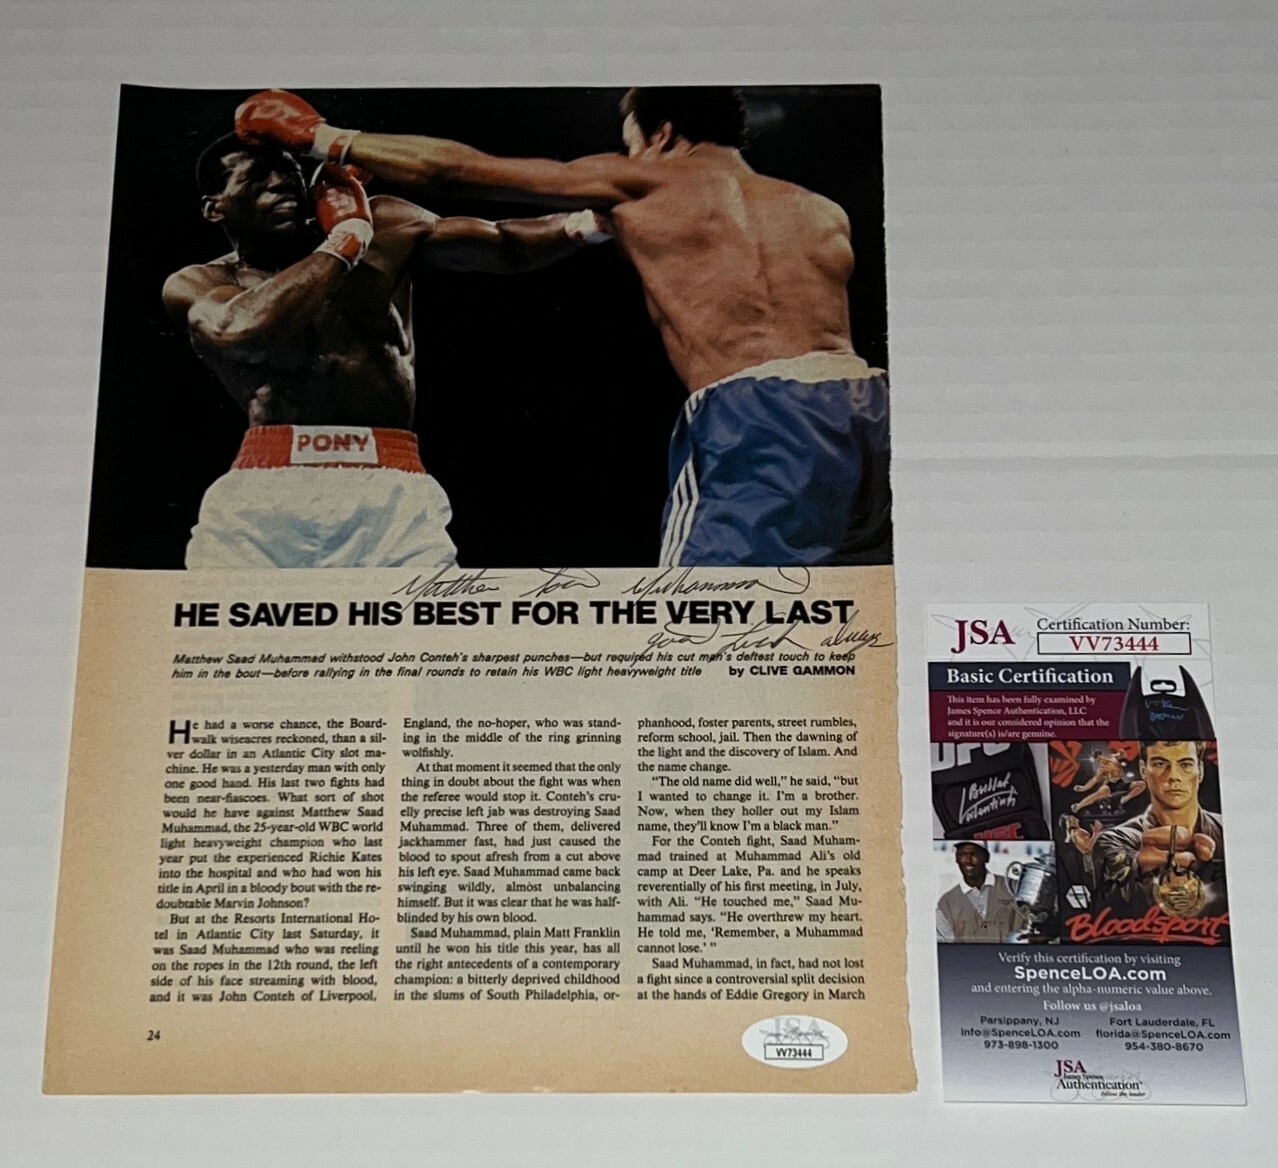 PONY
Matthew Saad Muhammad
HE SAVED HIS BEST FOR THE VERY LAST
good luck always
Matthew Saad Muhammad withstood John Conteh's sharpest punches—but required his cut man's deftest touch to keep
him in the bout—before rallying in the final rounds to retain his WBC light heavyweight title by CLIVE GAMMON
He had a worse chance, the Board-
walk wiseacres reckoned, than a sil-
ver dollar in an Atlantic City slot ma-
chine. He was a yesterday man with only
one good hand. His last two fights had
been near-fiascoes. What sort of shot
would he have against Matthew Saad
Muhammad, the 25-year-old WBC world
light heavyweight champion who last
year put the experienced Richie Kates
into the hospital and who had won his
title in April in a bloody bout with the re-
doubtable Marvin Johnson?
But at the Resorts International Ho-
tel in Atlantic City last Saturday, it
was Saad Muhammad who was reeling
on the ropes in the 12th round, the left
side of his face streaming with blood,
and it was John Conteh of Liverpool,
England, the no-hoper, who was stand-
ing in the middle of the ring grinning
wolfishly.
At that moment it seemed that the only
thing in doubt about the fight was when
the referee would stop it. Conteh's cru-
elly precise left jab was destroying Saad
Muhammad. Three of them, delivered
jackhammer fast, had just caused the
blood to spout afresh from a cut above
his left eye. Saad Muhammad came back
swinging wildly, almost unbalancing
himself. But it was clear that he was half-
blinded by his own blood.
Saad Muhammad, plain Matt Franklin
until he won his title this year, has all
the right antecedents of a contemporary
champion: a bitterly deprived childhood
in the slums of South Philadelphia, or-
phanhood, foster parents, street rumbles,
reform school, jail. Then the dawning of
the light and the discovery of Islam. And
the name change.
"The old name did well," he said, "but
I wanted to change it. I'm a brother.
Now, when they holler out my Islam
name, they'll know I'm a black man."
For the Conteh fight, Saad Muham-
mad trained at Muhammad Ali's old
camp at Deer Lake, Pa. and he speaks
reverentially of his first meeting, in July,
with Ali. "He touched me," Saad Mu-
hammad says. "He overthrew my heart.
He told me, 'Remember, a Muhammad
cannot lose.' "
Saad Muhammad, in fact, had not lost
a fight since a controversial split decision
at the hands of Eddie Gregory in March
24
JSA
VV73444
JSA
Certification Number:
VV73444
Basic Certification
This item has been fully examined by
James Spence Authentication, LLC
and it is our considered opinion that the
signature(s) is/are genuine.
UFC
Bloodsport
Verify this certification by visiting
SpenceLOA.com
and entering the alpha-numeric value above.
Follow us @jsaloa
Parsippany, NJ
info@SpenceLOA.com
973-898-1300
Fort Lauderdale, FL
florida@SpenceLOA.com
954-380-8670
JSA
James Spence
Authentication
Follow the leader